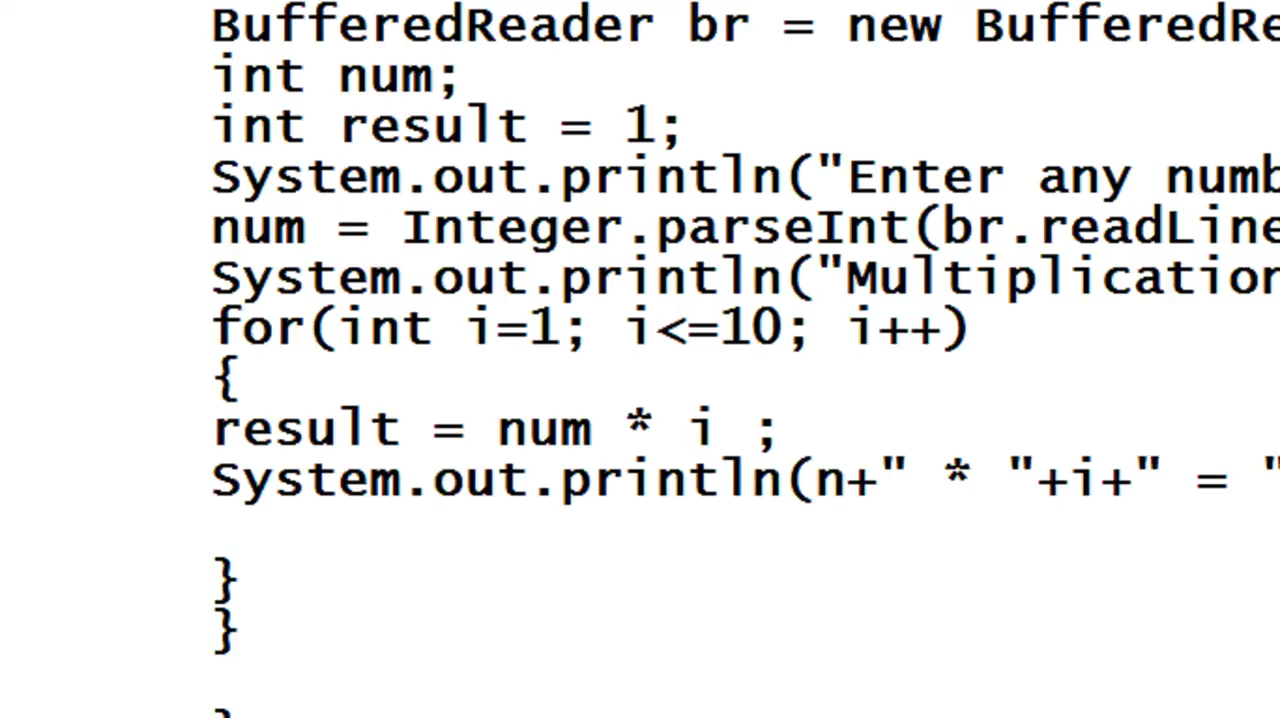 BufferedReader br = new BufferedRe
int num;
int result = 1;
System.out.println("Enter any numb
num = Integer.parseInt(br.readLine
System.out.println("Multiplication
for(int i=1; i<=10; i++)
{
result = num * i ;
System.out.println(n+" * "+i+" = "
}
}
}